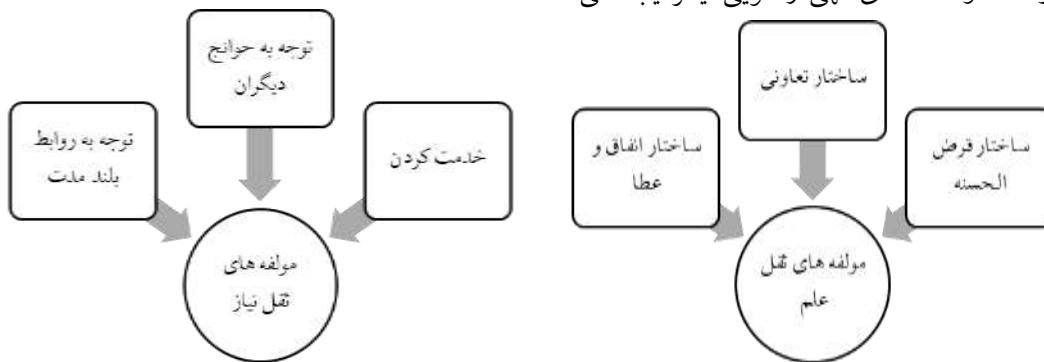 ساختار تعاونی
ساختار قرض
الحسنه
ساختار انفاق و
عطا
مولفه های ثقل
علم
توجه به حوائج
دیگران
خدمت کردن
توجه به روابط
بلند مدت
مولفه های
ثقل نیاز